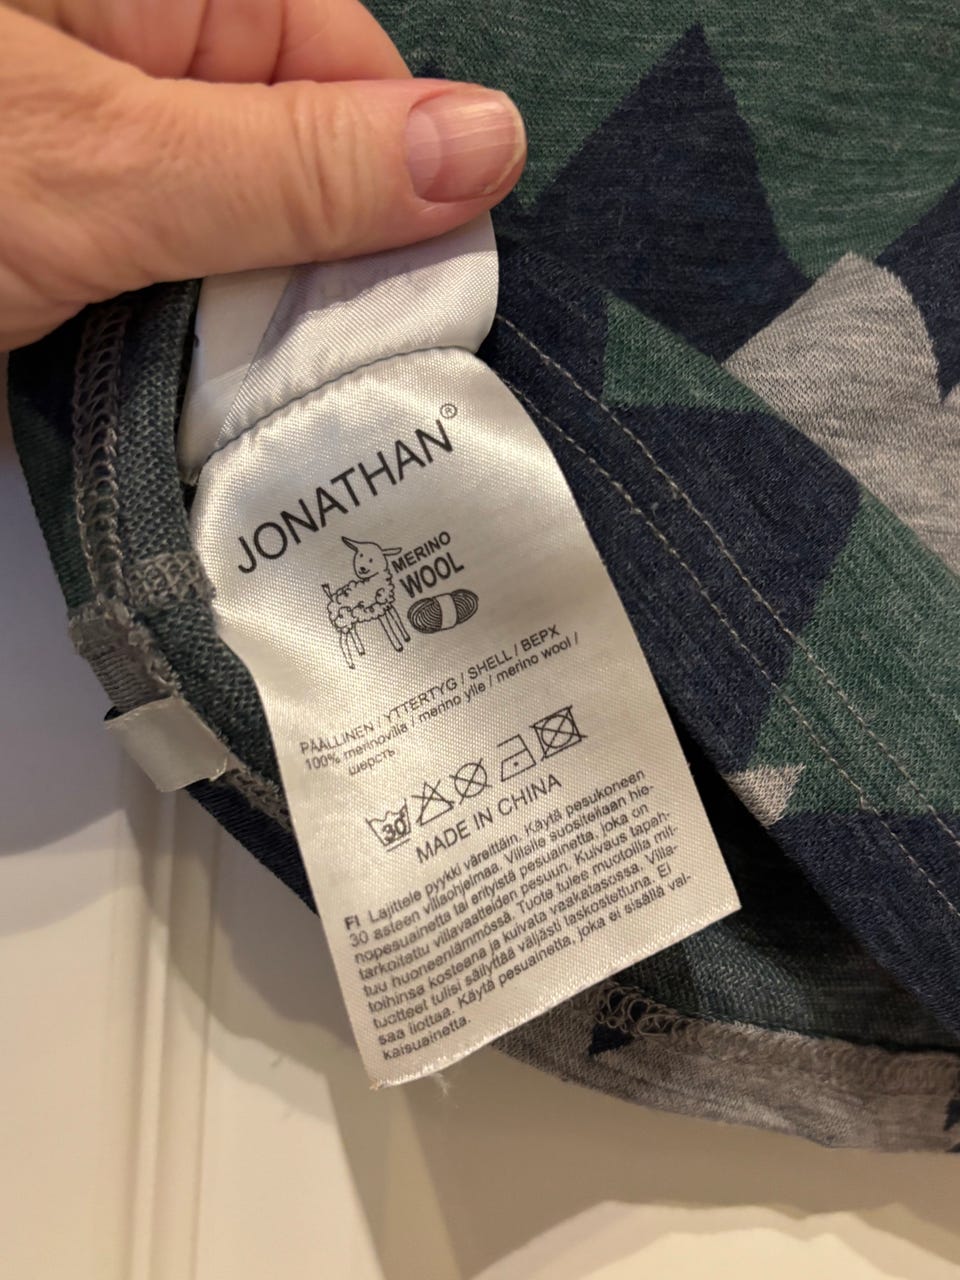 JONATHAN®
MERINO
WOOL
PÄÄLLINEN / YTTERTYG / SHELL / ВЕРХ
100% merinovilla / merino ylle / merino wool /
шерсть
30
MADE IN CHINA
FI Lajittele pyykki väreittäin. Käytä pesukoneen
30 asteen villaohjelmaa. Villalle suositellaan hie-
nopesuainetta tai erityistä pesuainetta, joka on
tarkoitettu villavaatteiden pesuun. Kuivaus tapah-
tuu huoneenlämmössä. Tuote tulee muotoilla mit-
toihinsa kosteana ja kuivata vaakatasossa. Villa-
tuotteet tulisi säilyttää väljästi laskostettuna. Ei
saa liottaa. Käytä pesuainetta, joka ei sisällä val-
kaisuainetta.